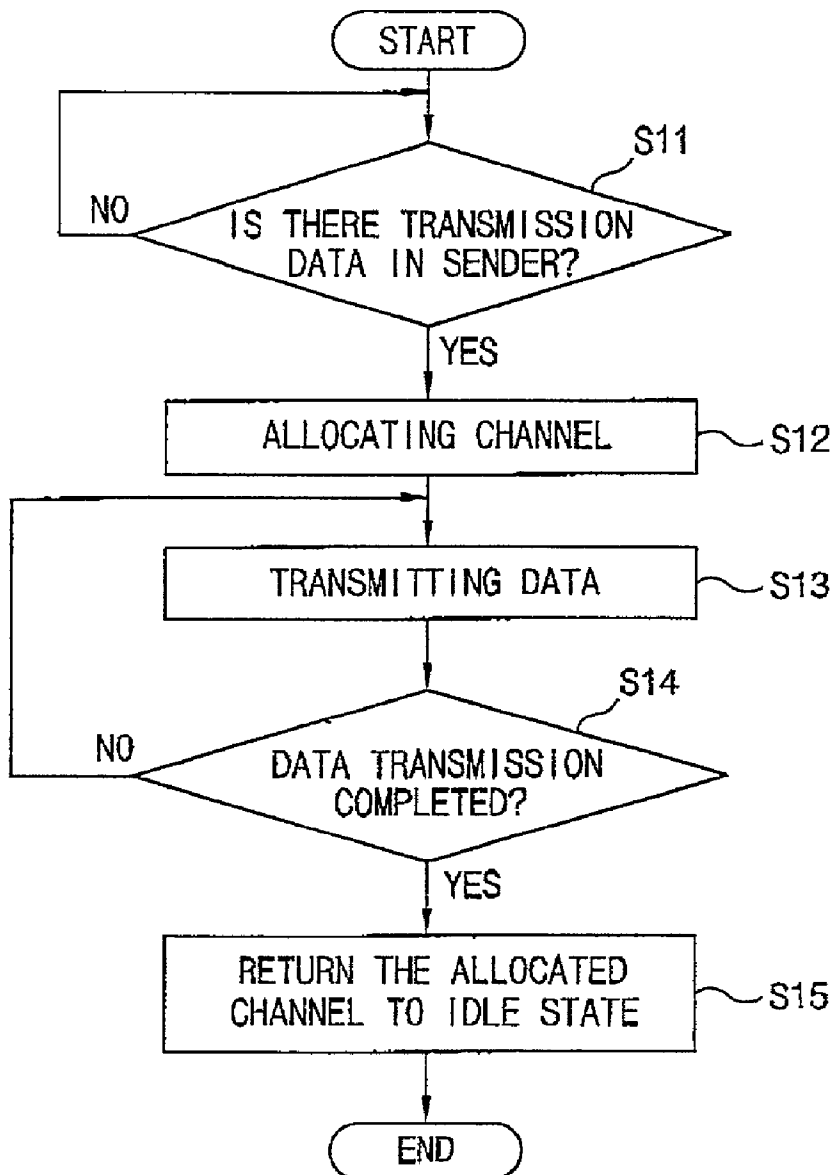 START
S11
NO
IS THERE TRANSMISSION
DATA IN SENDER?
YES
ALLOCATING CHANNEL
S12
TRANSMITTING DATA
S13
S14
NO
DATA TRANSMISSION
COMPLETED?
YES
RETURN THE ALLOCATED
CHANNEL TO IDLE STATE
S15
END